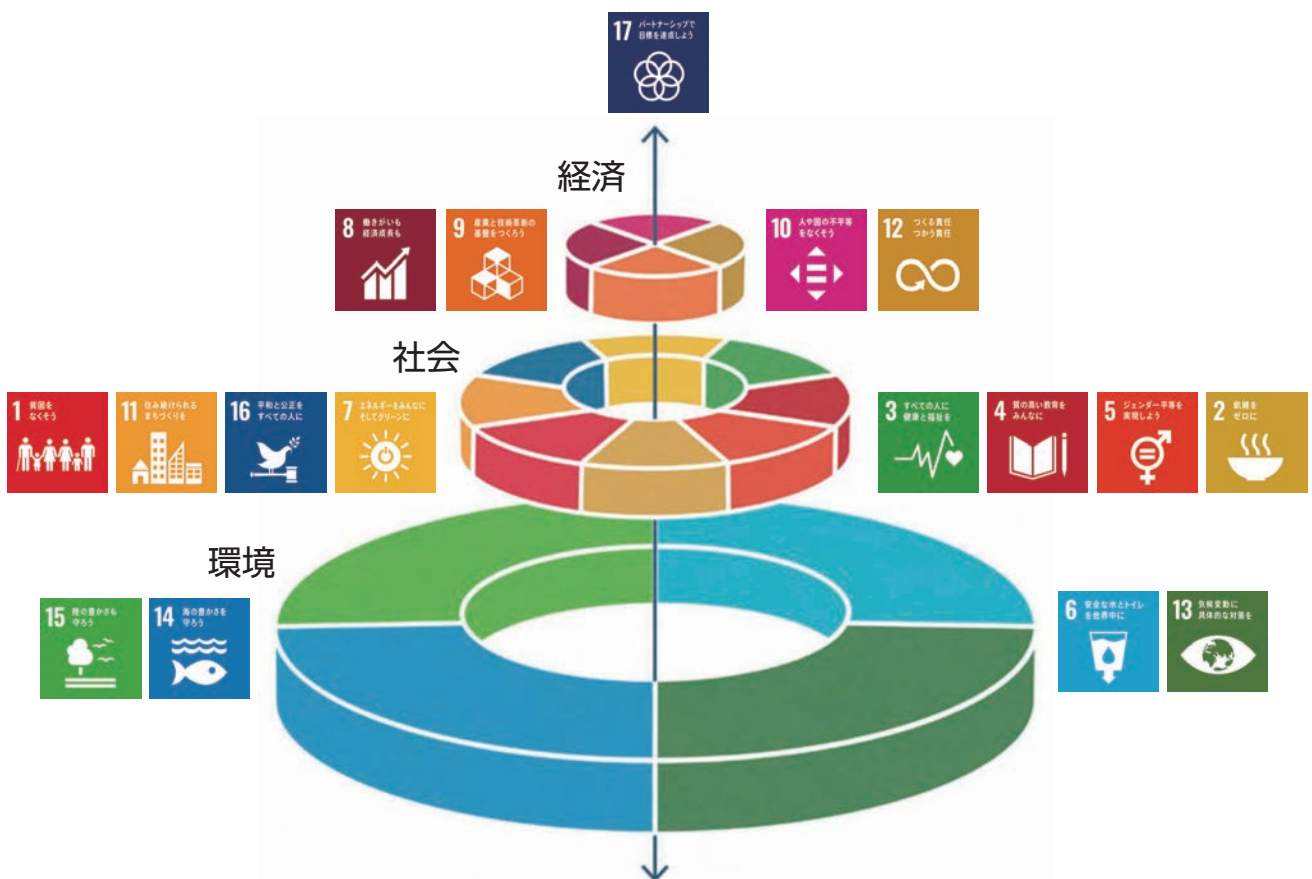 17 パートナーシップで
目標を達成しよう
経済
8 働きがいも
経済成長も
9 産業と技術革新の
基盤をつくろう
10 人や国の不平等
をなくそう
12 つくる責任
つかう責任
社会
1 貧困を
なくそう
11 住み続けられる
まちづくりを
16 平和と公正を
すべての人に
7 エネルギーをみんなに
そしてクリーンに
3 すべての人に
健康と福祉を
4 質の高い教育を
みんなに
5 ジェンダー平等を
実現しよう
2 飢餓を
ゼロに
環境
15 陸の豊かさも
守ろう
14 海の豊かさを
守ろう
6 安全な水とトイレ
を世界中に
13 気候変動に
具体的な対策を